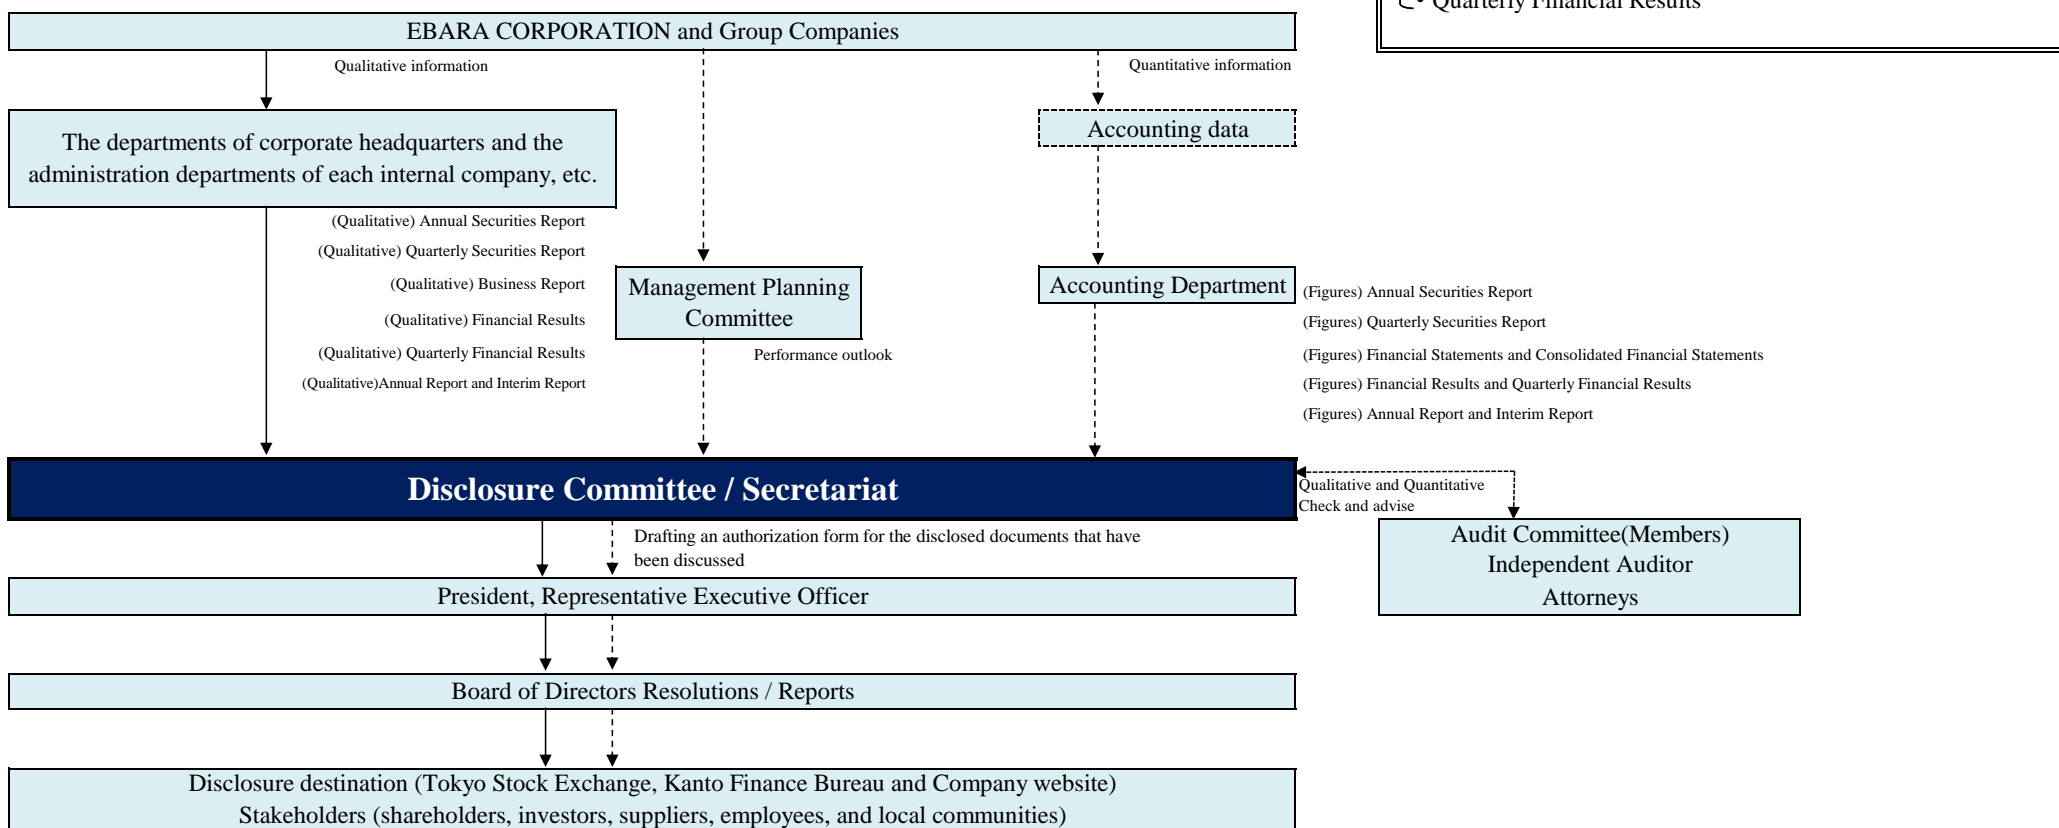 • Quarterly Financial Results
EBARA CORPORATION and Group Companies
Qualitative information
Quantitative information
The departments of corporate headquarters and the
administration departments of each internal company, etc.
Accounting data
(Qualitative) Annual Securities Report
(Qualitative) Quarterly Securities Report
(Qualitative) Business Report
(Qualitative) Financial Results
(Qualitative) Quarterly Financial Results
(Qualitative)Annual Report and Interim Report
Management Planning
Committee
Performance outlook
Accounting Department
(Figures) Annual Securities Report
(Figures) Quarterly Securities Report
(Figures) Financial Statements and Consolidated Financial Statements
(Figures) Financial Results and Quarterly Financial Results
(Figures) Annual Report and Interim Report
Disclosure Committee / Secretariat
Qualitative and Quantitative
Check and advise
Audit Committee(Members)
Independent Auditor
Attorneys
Drafting an authorization form for the disclosed documents that have
been discussed
President, Representative Executive Officer
Board of Directors Resolutions / Reports
Disclosure destination (Tokyo Stock Exchange, Kanto Finance Bureau and Company website)
Stakeholders (shareholders, investors, suppliers, employees, and local communities)